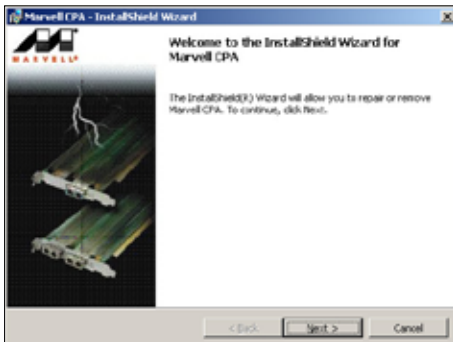 Marvell CPA - InstallShield Wizard
MARVELL®
Welcome to the InstallShield Wizard for
Marvell CPA
The InstallShield(R) Wizard will allow you to repair or remove
Marvell CPA. To continue, click Next.
< Back
Next >
Cancel